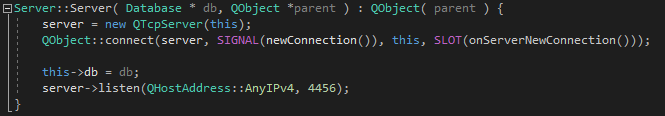 Server::Server( Database * db, QObject *parent ) : QObject( parent ) {
server = new QTcpServer(this);
QObject::connect(server, SIGNAL(newConnection()), this, SLOT(onServerNewConnection()));
this->db = db;
server->listen(QHostAddress::AnyIPv4, 4456);
}